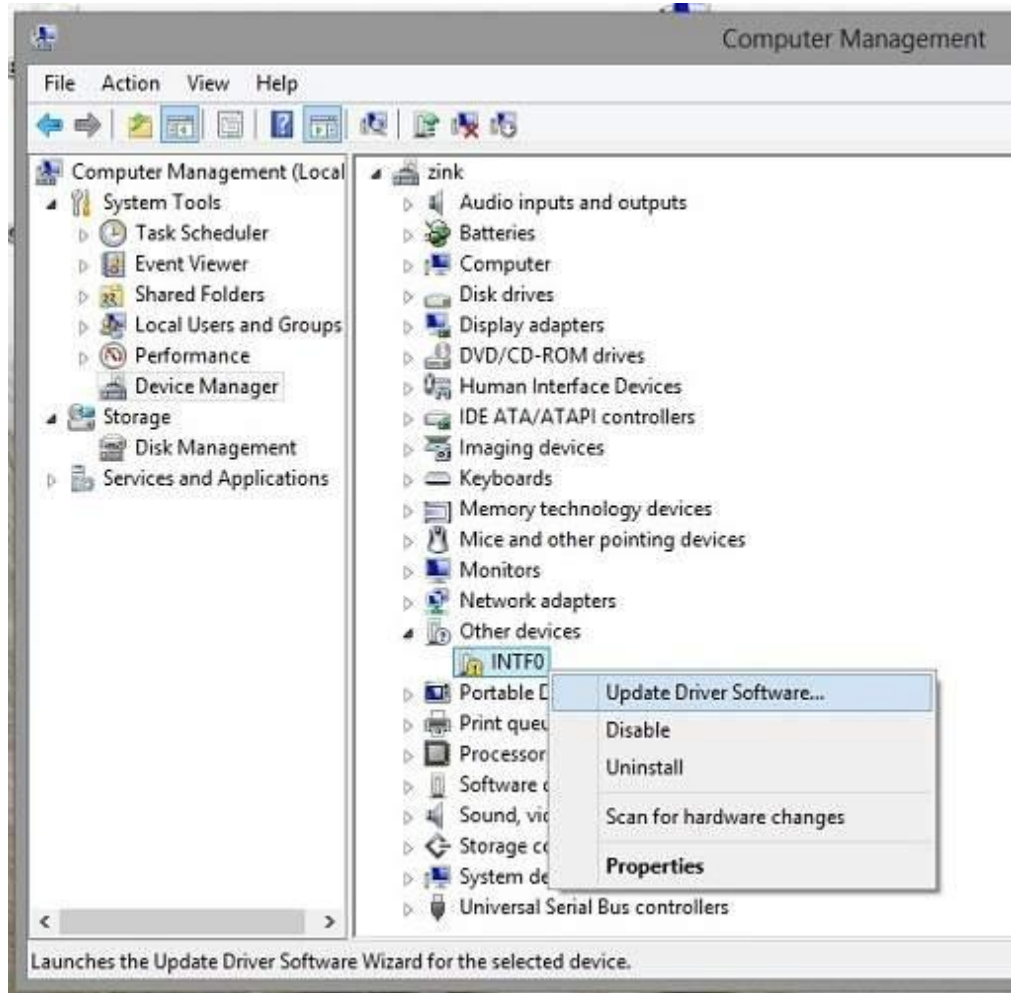 Computer Management
File Action View Help
Computer Management (Local
System Tools
Task Scheduler
Event Viewer
Shared Folders
Local Users and Groups
Performance
Device Manager
Storage
Disk Management
Services and Applications
zink
Audio inputs and outputs
Batteries
Computer
Disk drives
Display adapters
DVD/CD-ROM drives
Human Interface Devices
IDE ATA/ATAPI controllers
Imaging devices
Keyboards
Memory technology devices
Mice and other pointing devices
Monitors
Network adapters
Other devices
INTF0
Portable D
Print queu
Processor
Software d
Sound, vid
Storage co
System de
Universal Serial Bus controllers
Update Driver Software...
Disable
Uninstall
Scan for hardware changes
Properties
Launches the Update Driver Software Wizard for the selected device.